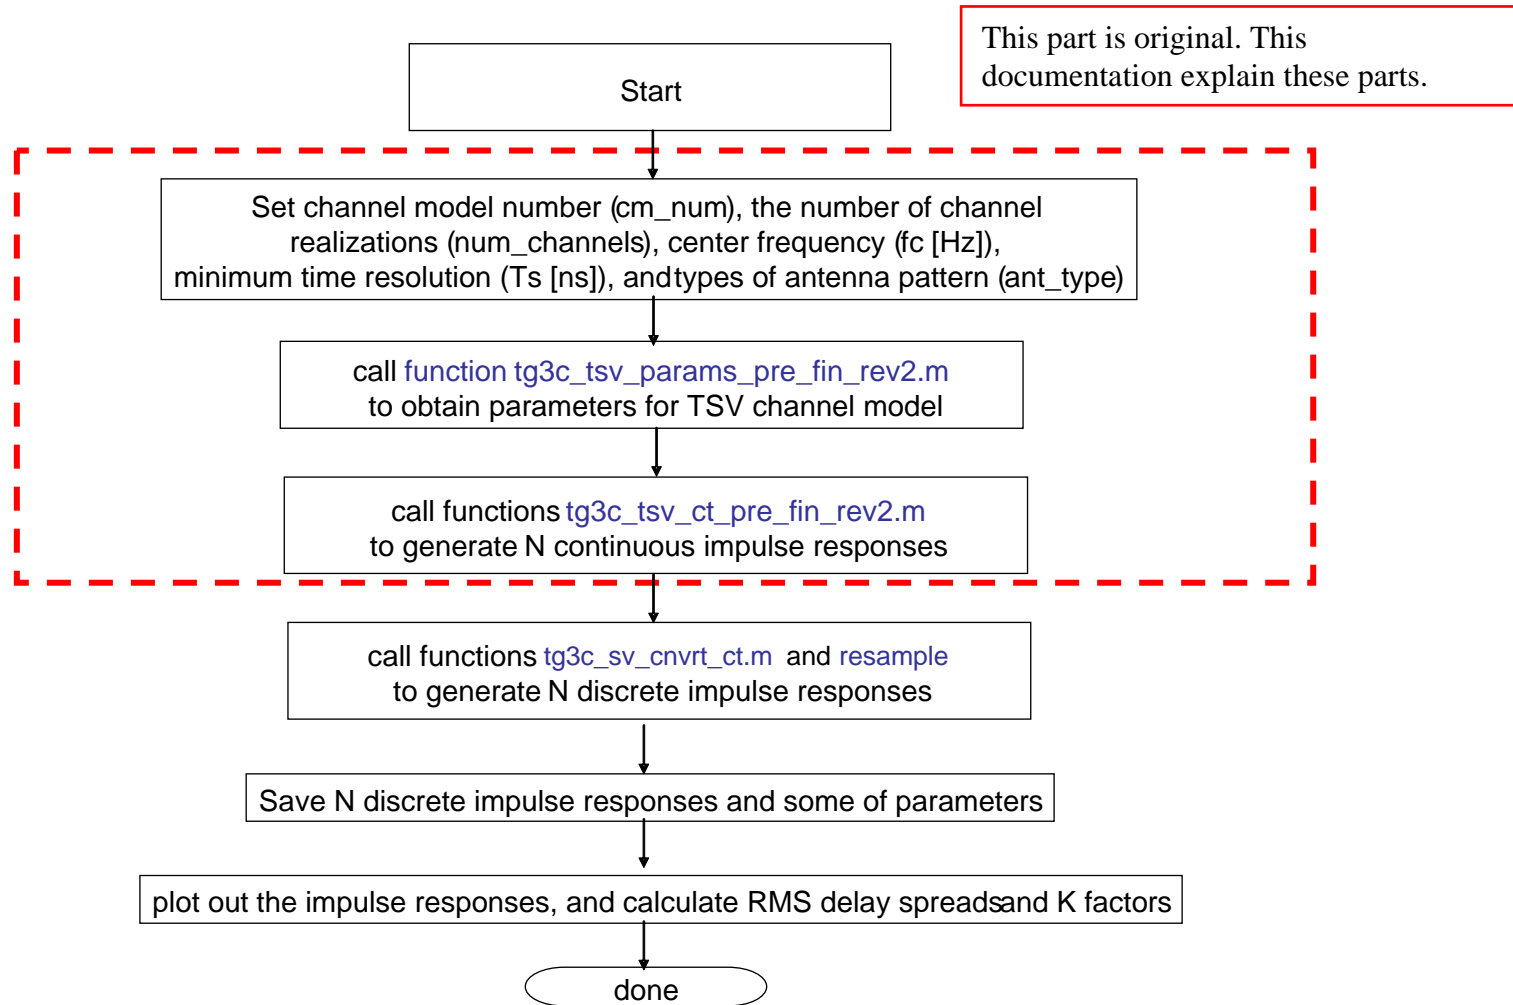 This part is original. This
documentation explain these parts.
Start
Set channel model number (cm_num), the number of channel
realizations (num_channels), center frequency (fc [Hz]),
minimum time resolution (Ts [ns]), andtypes of antenna pattern (ant_type)
call function tg3c_tsv_params_pre_fin_rev2.m
to obtain parameters for TSV channel model
call functions tg3c_tsv_ct_pre_fin_rev2.m
to generate N continuous impulse responses
call functions tg3c_sv_cnvrt_ct.m and resample
to generate N discrete impulse responses
Save N discrete impulse responses and some of parameters
plot out the impulse responses, and calculate RMS delay spreadsand K factors
done